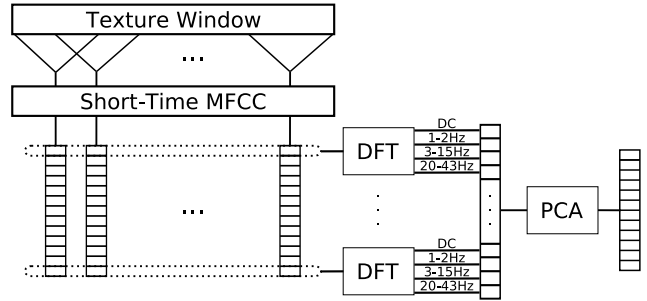 Texture Window
...
Short-Time MFCC
DFT
DC
1-2Hz
3-15Hz
20-43Hz
...
PCA
DFT
DC
1-2Hz
3-15Hz
20-43Hz